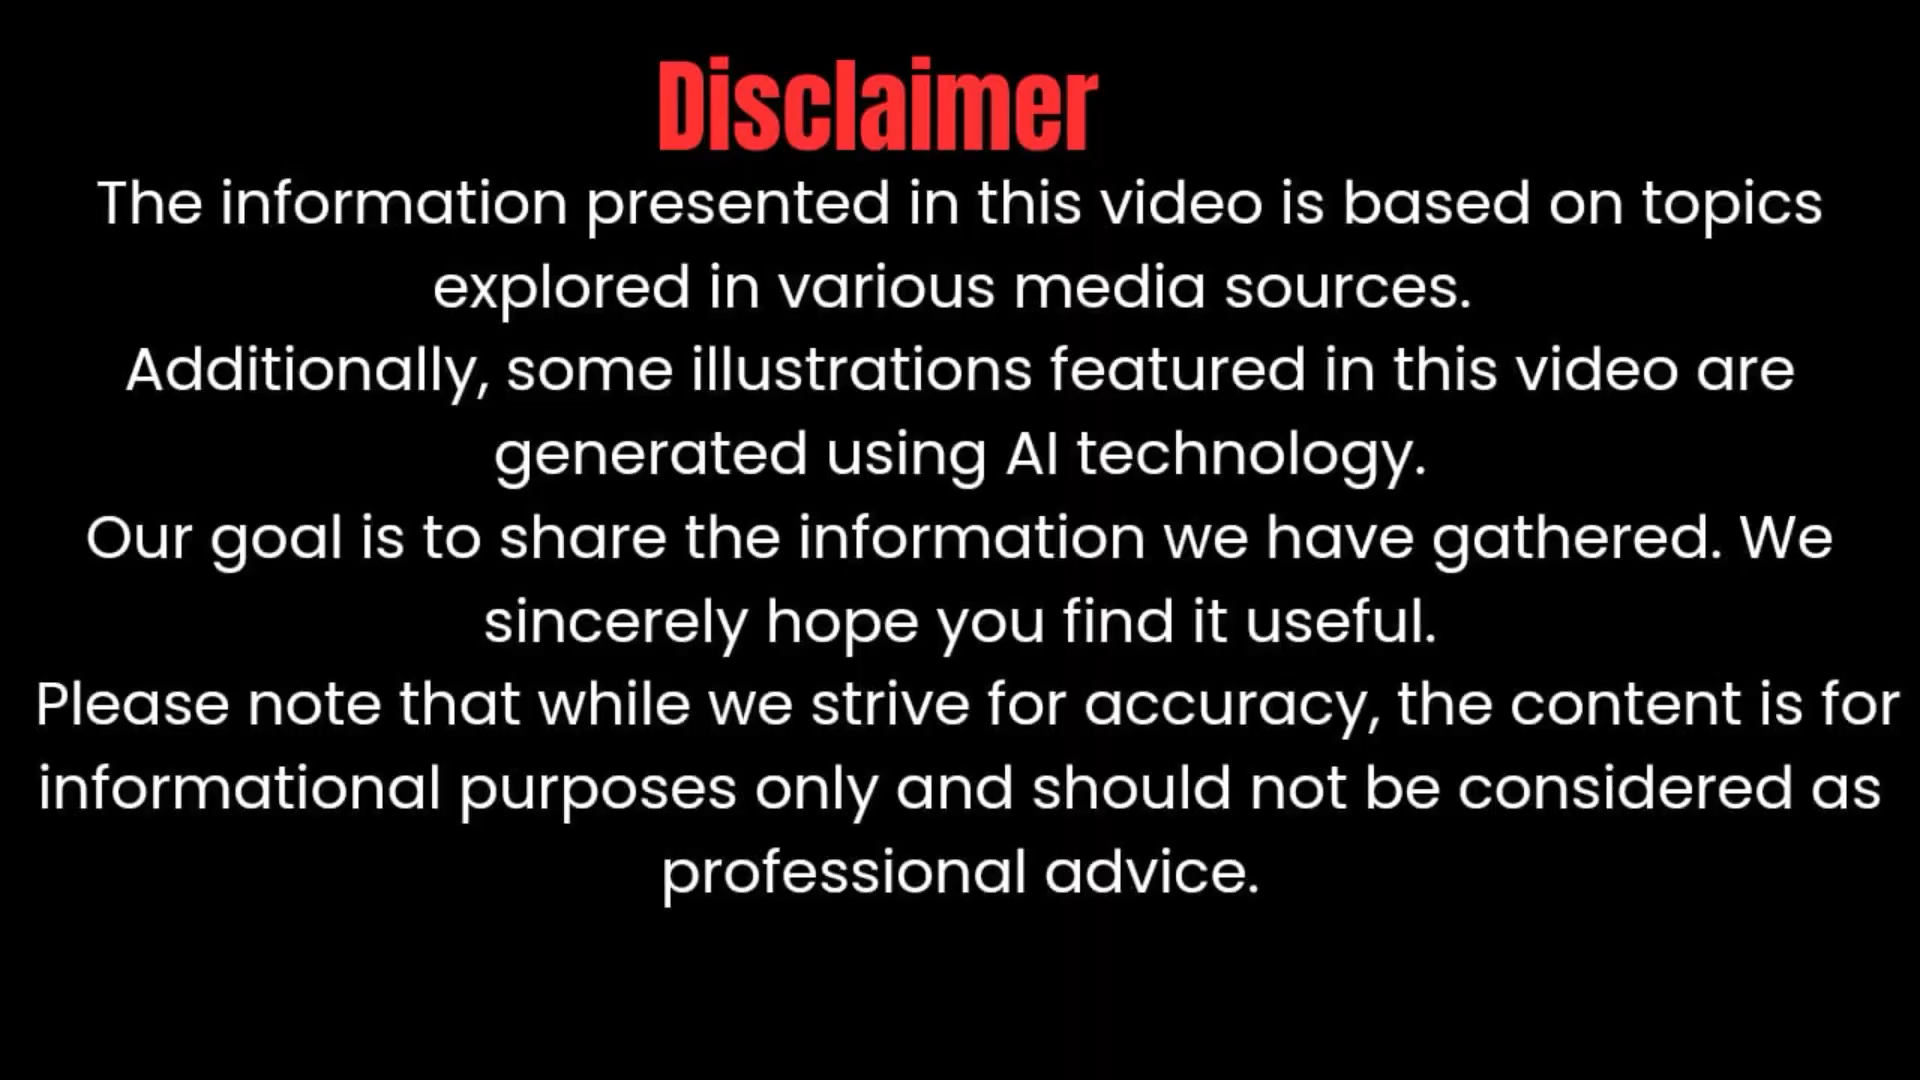 Disclaimer
The information presented in this video is based on topics
explored in various media sources.
Additionally, some illustrations featured in this video are
generated using AI technology.
Our goal is to share the information we have gathered. We
sincerely hope you find it useful.
Please note that while we strive for accuracy, the content is for
informational purposes only and should not be considered as
professional advice.